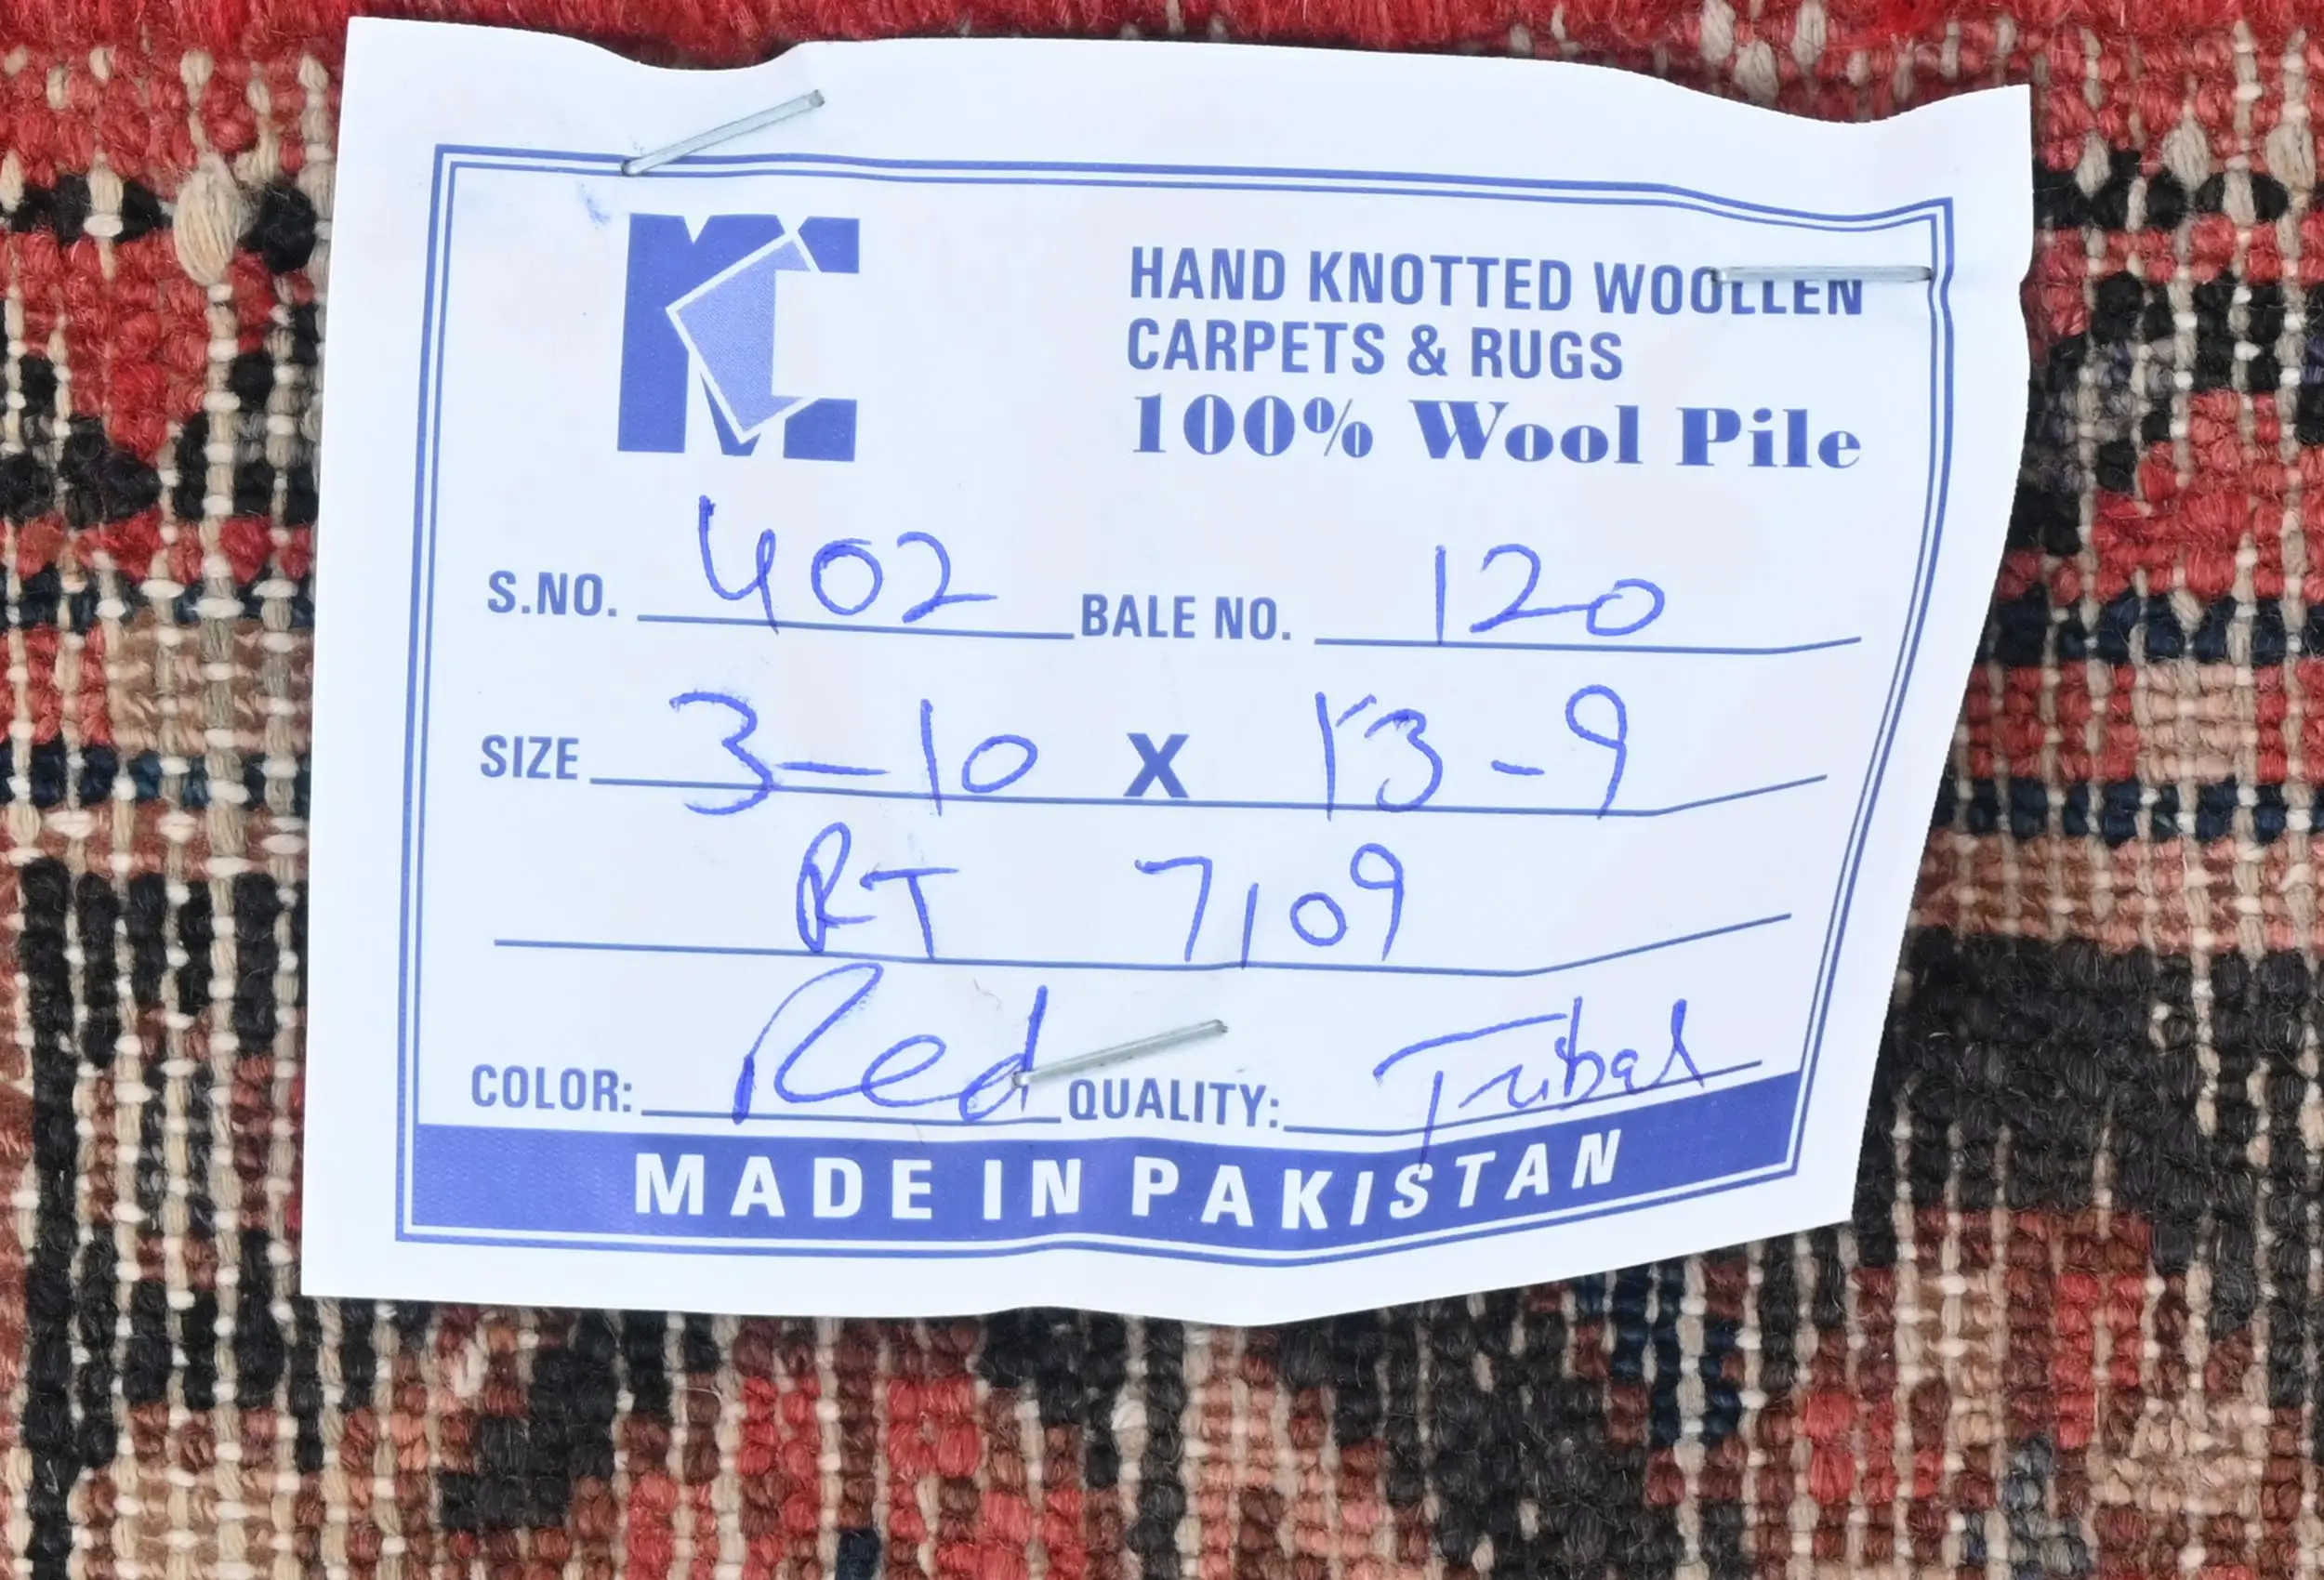 MC
HAND KNOTTED WOOLLEN
CARPETS & RUGS
100% Wool Pile
S.NO. 402 BALE NO. 120
SIZE 3-10 X 13-9
RT 7109
COLOR: Red QUALITY: Tribal
MADE IN PAKISTAN